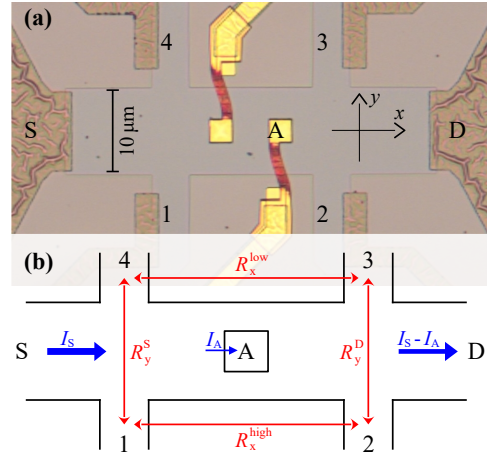 (a)
4
3
S
10 μm
A
y
x
D
1
2
(b)
4
R_x^low
3
S
I_S
R_y^S
I_A
A
R_y^D
I_S - I_A
D
1
R_x^high
2